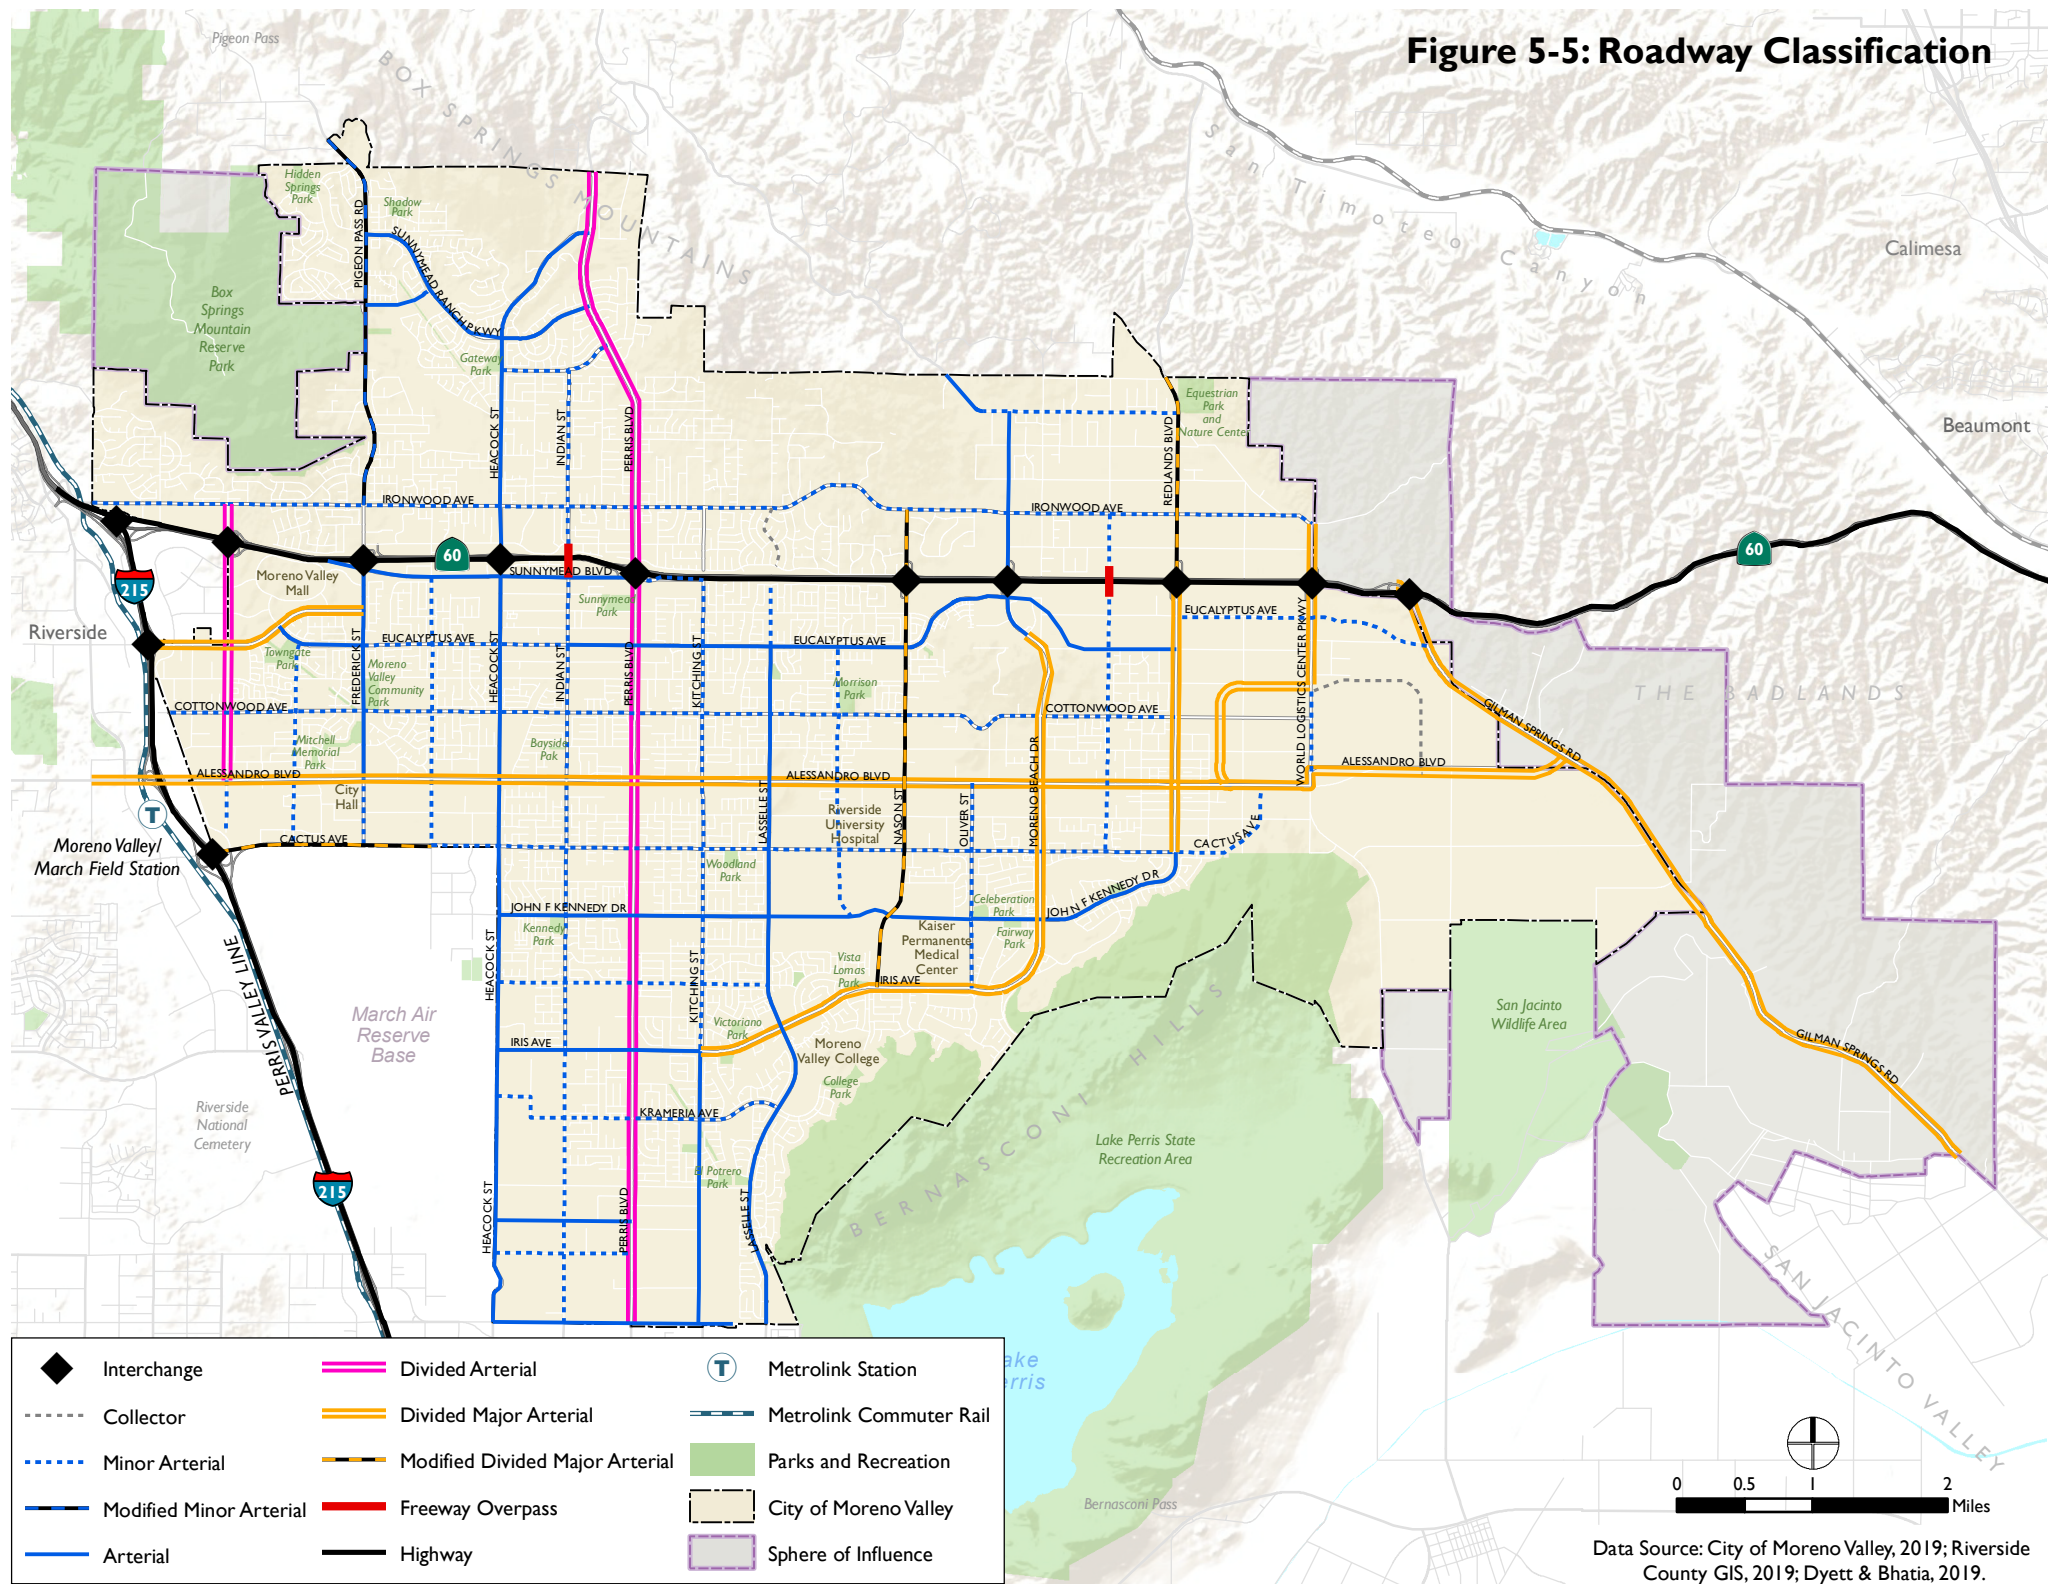 Figure 5-5: Roadway Classification
Pigeon Pass
BOX SPRINGS MOUNTAINS
San Timoteo Canyon
Calimesa
Beaumont
Hidden
Springs
Park
Shadow
Park
PIGEON PASS RD
SUNNYMEAD RANCH PKWY
Box
Springs
Mountain
Reserve
Park
Gateway
Park
Equestrian
Park
and
Nature Center
HEACOCK ST
INDIAN ST
PERRIS BLVD
REDLANDS BLVD
IRONWOOD AVE
IRONWOOD AVE
60
60
215
SUNNYMEAD BLVD
Moreno Valley
Mall
Sunnymead
Park
EUCALYPTUS AVE
Riverside
EUCALYPTUS AVE
EUCALYPTUS AVE
Towngate
Park
FREDERICK ST
Moreno
Valley
Community
Park
HEACOCK ST
INDIAN ST
PERRIS BLVD
KITCHING ST
Morrison
Park
WORLD LOGISTICS CENTER PKWY
THE BADLANDS
COTTONWOOD AVE
COTTONWOOD AVE
GILMAN SPRINGS RD
Mitchell
Memorial
Park
Bayside
Pak
MORENO BEACH DR
ALESSANDRO BLVD
ALESSANDRO BLVD
ALESSANDRO BLVD
City
Hall
LASSELLE ST
NASON ST
OLIVER ST
Riverside
University
Hospital
T
Moreno Valley/
March Field Station
CACTUS AVE
CACTUS AVE
Woodland
Park
JOHN F KENNEDY DR
JOHN F KENNEDY DR
Celeberation
Park
Kennedy
Park
Kaiser
Permanente
Medical
Center
Fairway
Park
PERRIS VALLEY LINE
HEACOCK ST
KITCHING ST
Vista
Lomas
Park
IRIS AVE
March Air
Reserve
Base
Victoriano
Park
IRIS AVE
Moreno
Valley College
San Jacinto
Wildlife Area
GILMAN SPRINGS RD
College
Park
BERNASCONI HILLS
Riverside
National
Cemetery
KRAMERIA AVE
Lake Perris State
Recreation Area
El Potrero
Park
215
HEACOCK ST
PERRIS BLVD
LASSELLE ST
SAN JACINTO VALLEY
ake
erris
Bernasconi Pass
Interchange
Collector
Minor Arterial
Modified Minor Arterial
Arterial
Divided Arterial
Divided Major Arterial
Modified Divided Major Arterial
Freeway Overpass
Highway
T
Metrolink Station
Metrolink Commuter Rail
Parks and Recreation
City of Moreno Valley
Sphere of Influence
0 0.5 1 2
Miles
Data Source: City of Moreno Valley, 2019; Riverside
County GIS, 2019; Dyett & Bhatia, 2019.